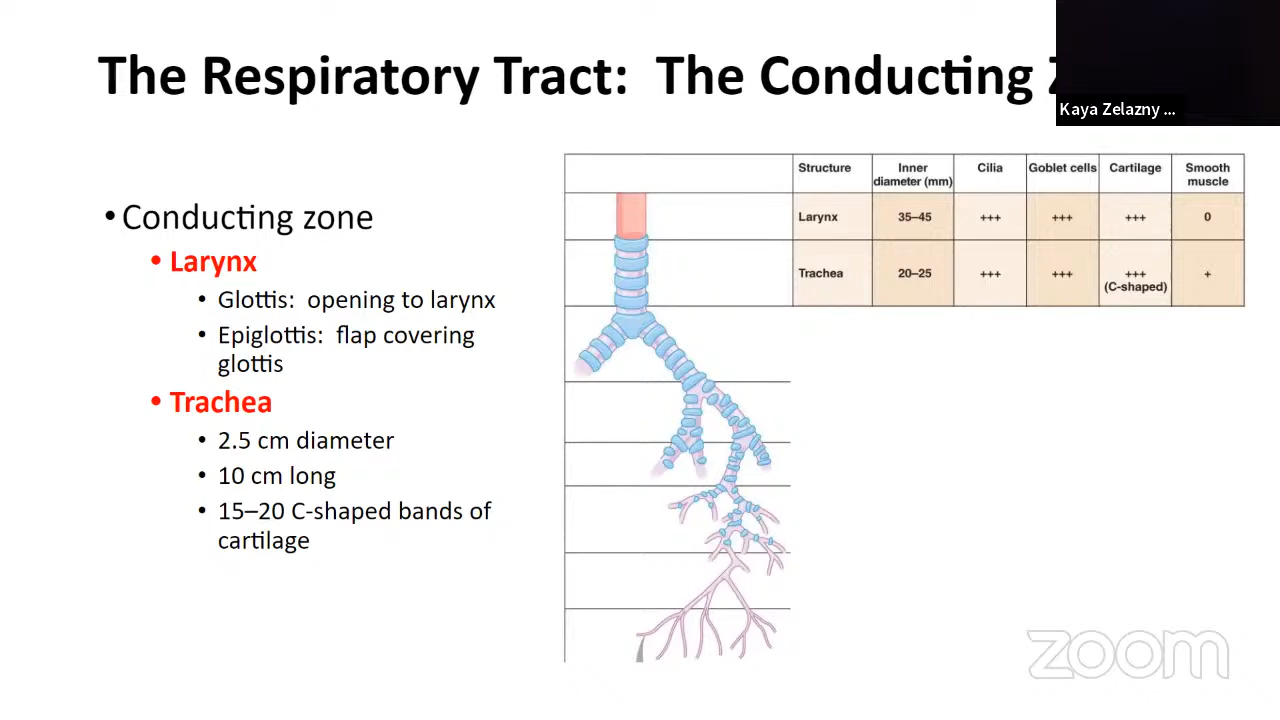 The Respiratory Tract: The Conducting
Kaya Zelazny ...
• Conducting zone
• Larynx
• Glottis: opening to larynx
• Epiglottis: flap covering
glottis
• Trachea
• 2.5 cm diameter
• 10 cm long
• 15–20 C-shaped bands of
cartilage
Structure Inner diameter (mm) Cilia Goblet cells Cartilage Smooth muscle
Larynx 35–45 +++ +++ +++ 0
Trachea 20–25 +++ +++ +++ (C-shaped) +
zoom